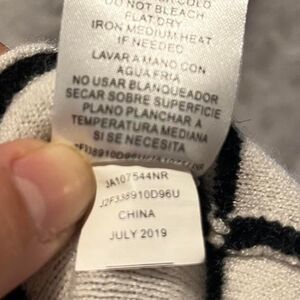 COLD
DO NOT BLEACH
FLAT DRY
IRON MEDIUM HEAT
IF NEEDED
LAVAR A MANO CON
AGUA FRIA
NO USAR BLANQUEADOR
SECAR SOBRE SUPERFICIE
PLANO PLANCHAR A
TEMPERATURA MEDIANA
SI SE NECESITA
JA107544NR
J2F338910D96U
CHINA
JULY 2019